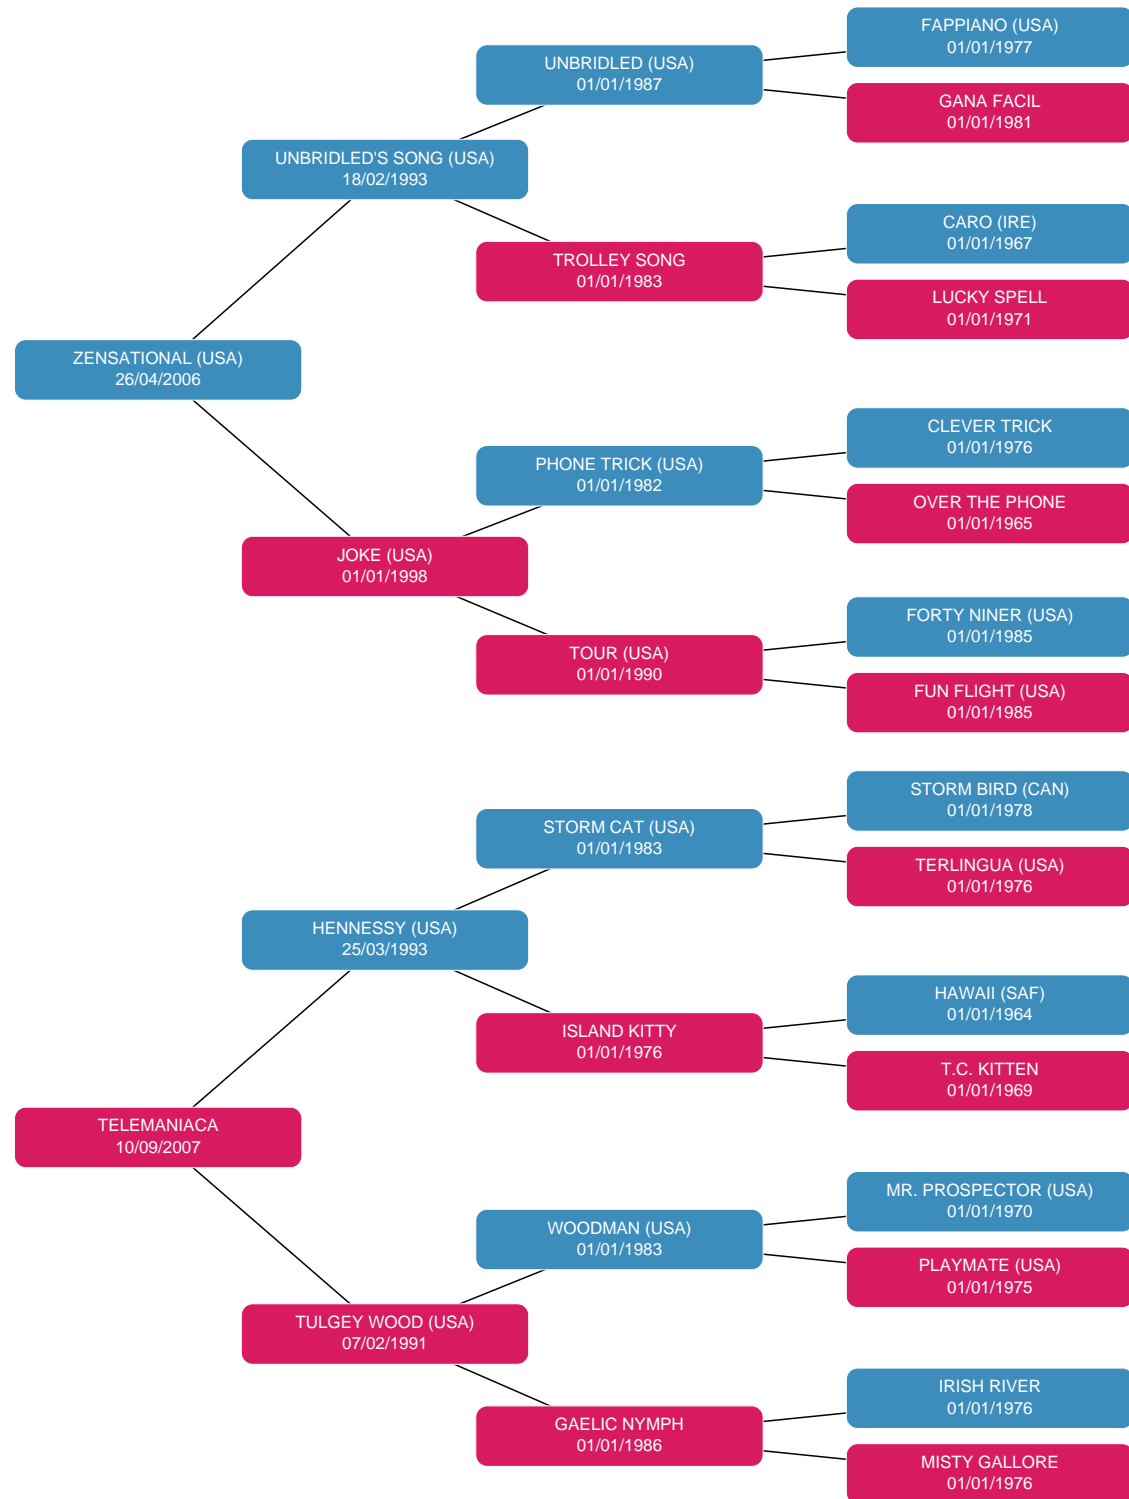 FAPPIANO (USA)
01/01/1977
UNBRIDLED (USA)
01/01/1987
GANA FACIL
01/01/1981
UNBRIDLED'S SONG (USA)
18/02/1993
CARO (IRE)
01/01/1967
TROLLEY SONG
01/01/1983
LUCKY SPELL
01/01/1971
ZENSATIONAL (USA)
26/04/2006
CLEVER TRICK
01/01/1976
PHONE TRICK (USA)
01/01/1982
OVER THE PHONE
01/01/1965
JOKE (USA)
01/01/1998
FORTY NINER (USA)
01/01/1985
TOUR (USA)
01/01/1990
FUN FLIGHT (USA)
01/01/1985
STORM BIRD (CAN)
01/01/1978
STORM CAT (USA)
01/01/1983
TERLINGUA (USA)
01/01/1976
HENNESSY (USA)
25/03/1993
HAWAII (SAF)
01/01/1964
ISLAND KITTY
01/01/1976
T.C. KITTEN
01/01/1969
TELEMANIACA
10/09/2007
MR. PROSPECTOR (USA)
01/01/1970
WOODMAN (USA)
01/01/1983
PLAYMATE (USA)
01/01/1975
TULGEY WOOD (USA)
07/02/1991
IRISH RIVER
01/01/1976
GAELIC NYMPH
01/01/1986
MISTY GALLORE
01/01/1976